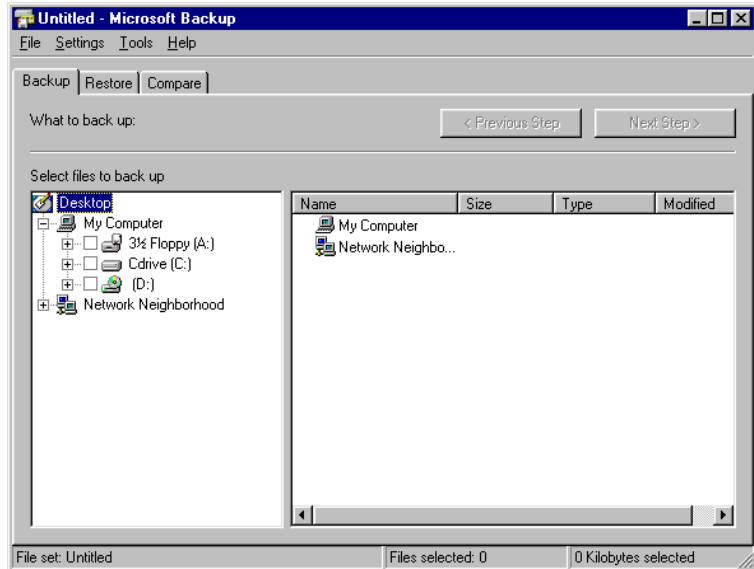 Untitled - Microsoft Backup
File Settings Tools Help
Backup Restore Compare
What to back up:
< Previous Step Next Step >
Select files to back up
Desktop
My Computer
3½ Floppy (A:)
Cdrive (C:)
(D:)
Network Neighborhood
Name Size Type Modified
My Computer
Network Neighbo...
File set: Untitled Files selected: 0 0 Kilobytes selected